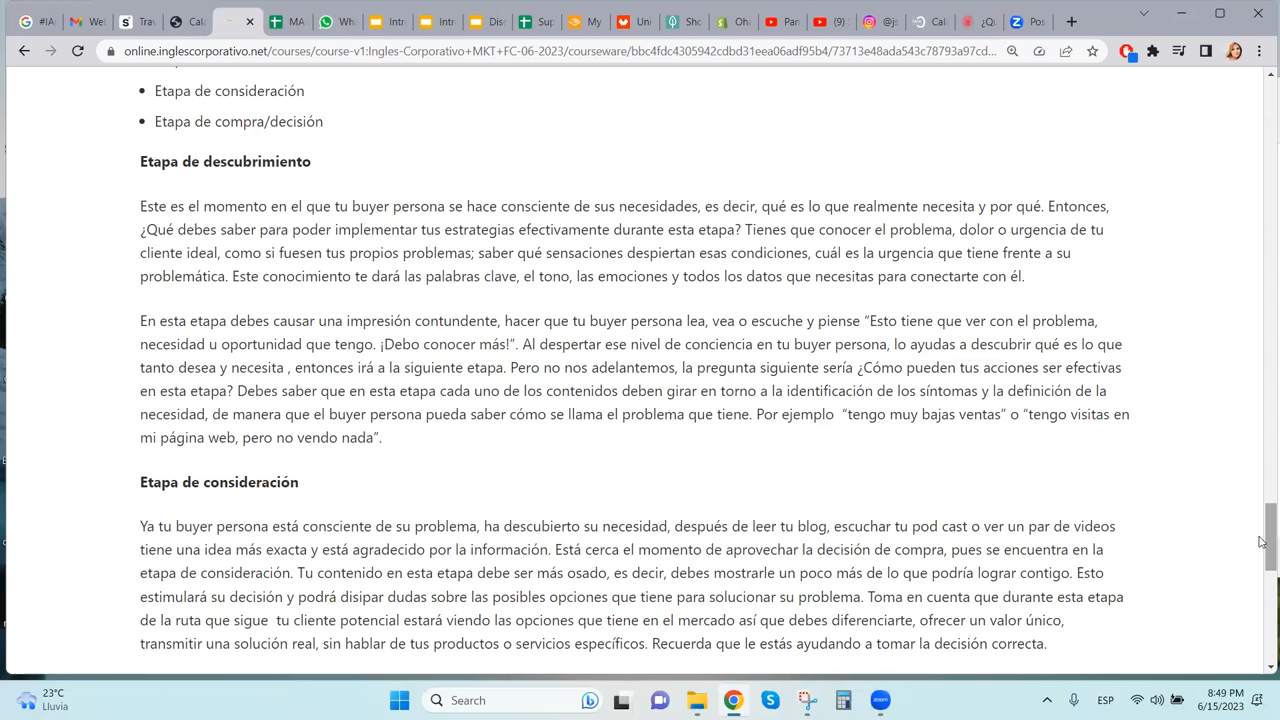 #IA
Wel
Trav
Calc
MA
Wha
Intr
Intr
Dis
Sup
My
Uni
Sho
Oha
Pan
(9)
@js
Calc
¿Qu
Pos
online.inglescorporativo.net/courses/course-v1:Ingles-Corporativo+MKT+FC-06-2023/courseware/bbc4fdc4305942cdbd31eea06adf95b4/73713e48ada543c78793a97cd...
Etapa de consideración
Etapa de compra/decisión
Etapa de descubrimiento
Este es el momento en el que tu buyer persona se hace consciente de sus necesidades, es decir, qué es lo que realmente necesita y por qué. Entonces,
¿Qué debes saber para poder implementar tus estrategias efectivamente durante esta etapa? Tienes que conocer el problema, dolor o urgencia de tu
cliente ideal, como si fuesen tus propios problemas; saber qué sensaciones despiertan esas condiciones, cuál es la urgencia que tiene frente a su
problemática. Este conocimiento te dará las palabras clave, el tono, las emociones y todos los datos que necesitas para conectarte con él.
En esta etapa debes causar una impresión contundente, hacer que tu buyer persona lea, vea o escuche y piense “Esto tiene que ver con el problema,
necesidad u oportunidad que tengo. ¡Debo conocer más!”. Al despertar ese nivel de conciencia en tu buyer persona, lo ayudas a descubrir qué es lo que
tanto desea y necesita , entonces irá a la siguiente etapa. Pero no nos adelantemos, la pregunta siguiente sería ¿Cómo pueden tus acciones ser efectivas
en esta etapa? Debes saber que en esta etapa cada uno de los contenidos deben girar en torno a la identificación de los síntomas y la definición de la
necesidad, de manera que el buyer persona pueda saber cómo se llama el problema que tiene. Por ejemplo “tengo muy bajas ventas” o “tengo visitas en
mi página web, pero no vendo nada”.
Etapa de consideración
Ya tu buyer persona está consciente de su problema, ha descubierto su necesidad, después de leer tu blog, escuchar tu pod cast o ver un par de videos
tiene una idea más exacta y está agradecido por la información. Está cerca el momento de aprovechar la decisión de compra, pues se encuentra en la
etapa de consideración. Tu contenido en esta etapa debe ser más osado, es decir, debes mostrarle un poco más de lo que podría lograr contigo. Esto
estimulará su decisión y podrá disipar dudas sobre las posibles opciones que tiene para solucionar su problema. Toma en cuenta que durante esta etapa
de la ruta que sigue tu cliente potencial estará viendo las opciones que tiene en el mercado así que debes diferenciarte, ofrecer un valor único,
transmitir una solución real, sin hablar de tus productos o servicios específicos. Recuerda que le estás ayudando a tomar la decisión correcta.
23°C
Lluvia
Search
ESP
8:49 PM
6/15/2023